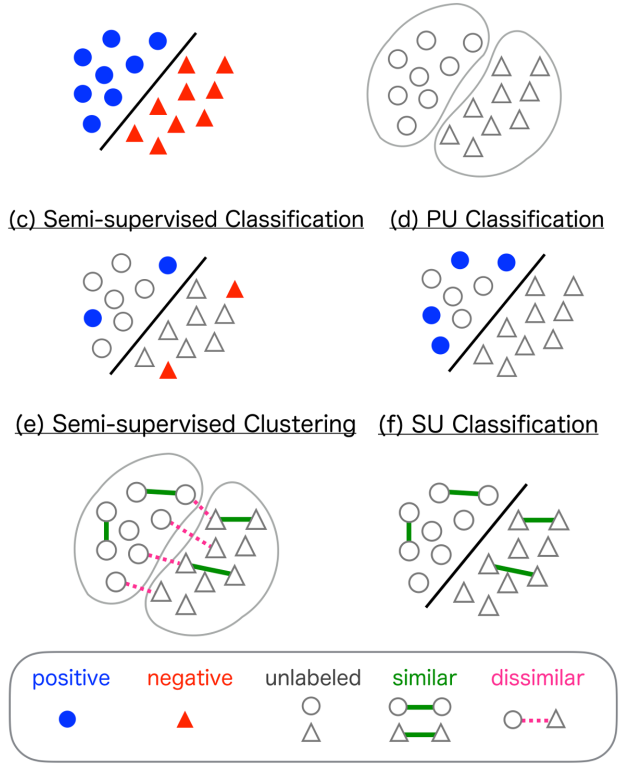 (c) Semi-supervised Classification
(d) PU Classification
(e) Semi-supervised Clustering
(f) SU Classification
positive
negative
unlabeled
similar
dissimilar